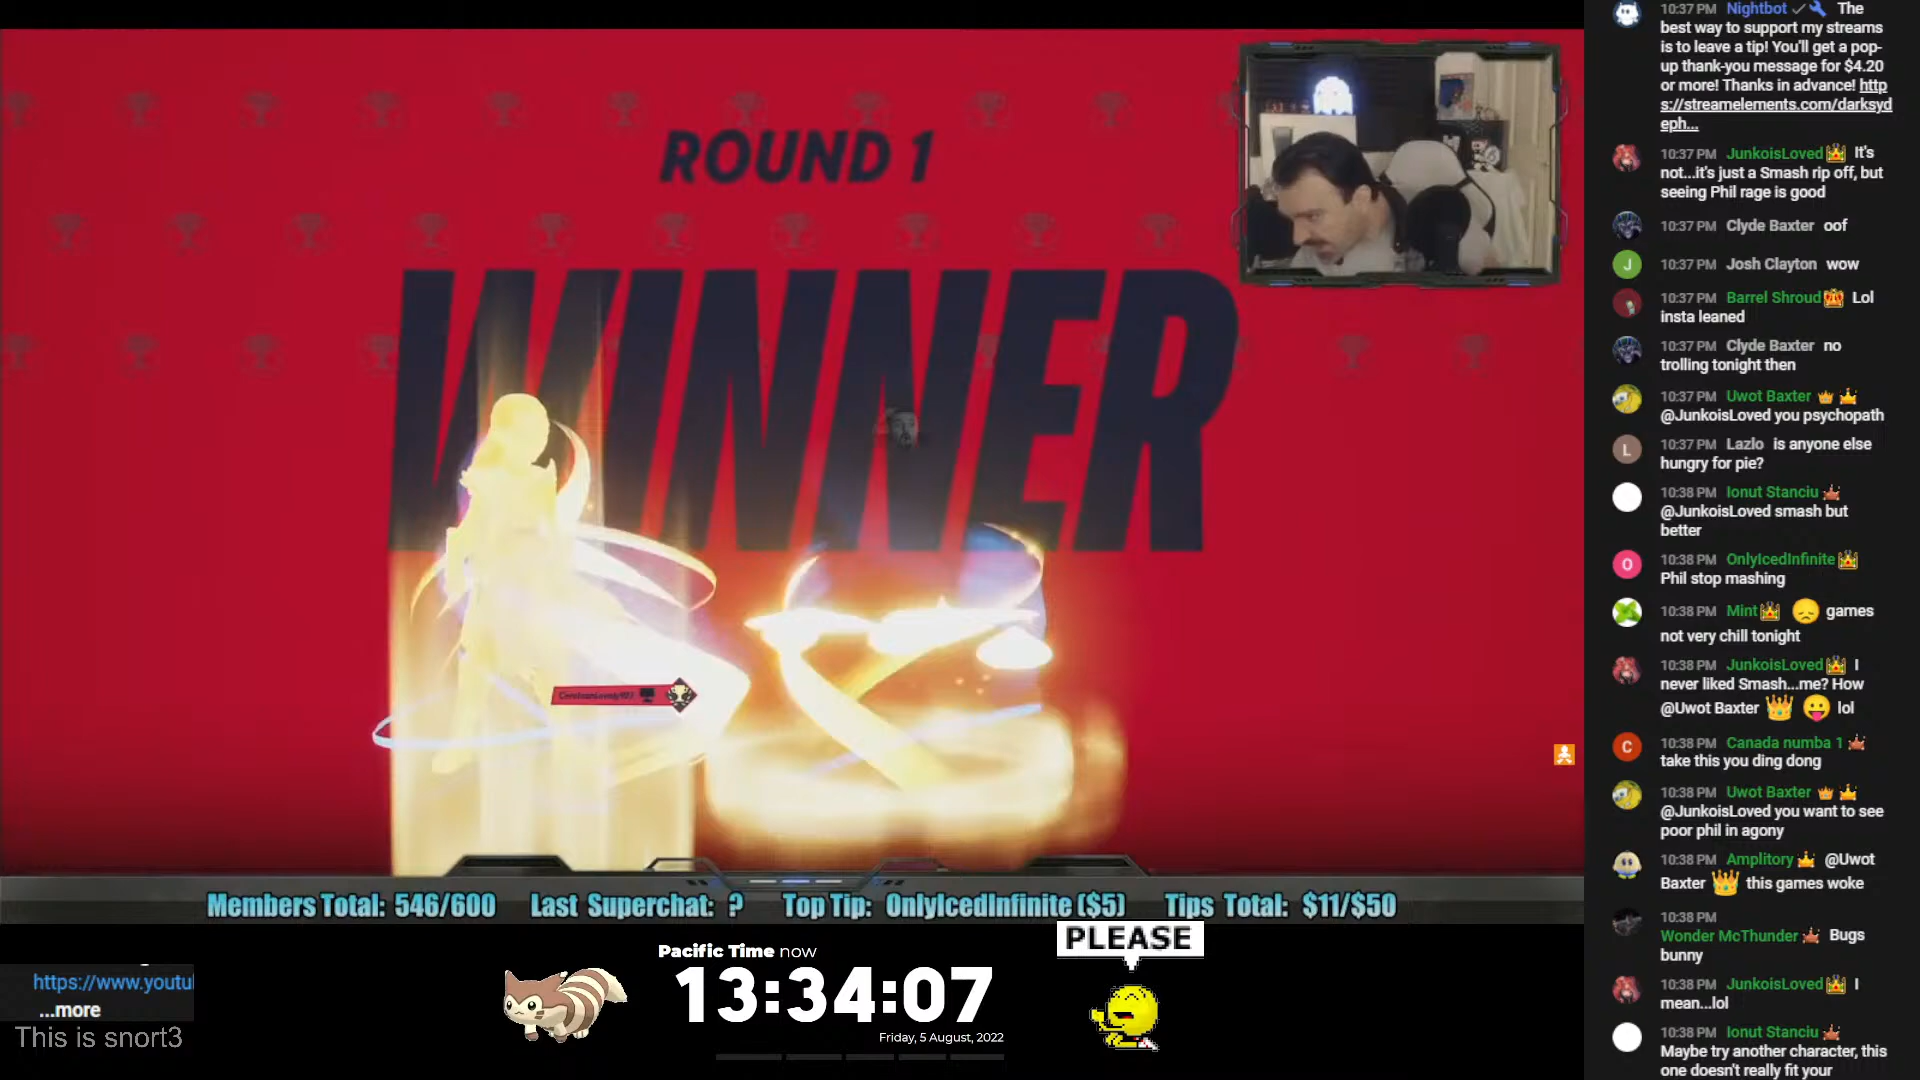 ROUND 1
WINNER
Members Total: 546/600 Last Superchat: ? Top Tip: OnlyIcedInfinite ($5) Tips Total: $11/$50
PLEASE
Pacific Time now
13:34:07
Friday, 5 August, 2022
https://www.youtu
...more
This is snort3
10:37 PM Nightbot The
best way to support my streams
is to leave a tip! You'll get a pop-
up thank-you message for $4.20
or more! Thanks in advance! http
s://streamelements.com/darksyd
eph...
10:37 PM JunkoisLoved It's
not...it's just a Smash rip off, but
seeing Phil rage is good
10:37 PM Clyde Baxter oof
J
10:37 PM Josh Clayton wow
10:37 PM Barrel Shroud Lol
insta leaned
10:37 PM Clyde Baxter no
trolling tonight then
10:37 PM Uwot Baxter
@JunkoisLoved you psychopath
L
10:37 PM Lazlo is anyone else
hungry for pie?
10:38 PM Ionut Stanciu
@JunkoisLoved smash but
better
O
10:38 PM OnlyIcedInfinite
Phil stop mashing
10:38 PM Mint games
not very chill tonight
10:38 PM JunkoisLoved I
never liked Smash...me? How
@Uwot Baxter lol
C
10:38 PM Canada numba 1
take this you ding dong
10:38 PM Uwot Baxter
@JunkoisLoved you want to see
poor phil in agony
10:38 PM Amplitory @Uwot
Baxter this games woke
10:38 PM
Wonder McThunder Bugs
bunny
10:38 PM JunkoisLoved I
mean...lol
10:38 PM Ionut Stanciu
Maybe try another character, this
one doesn't really fit your